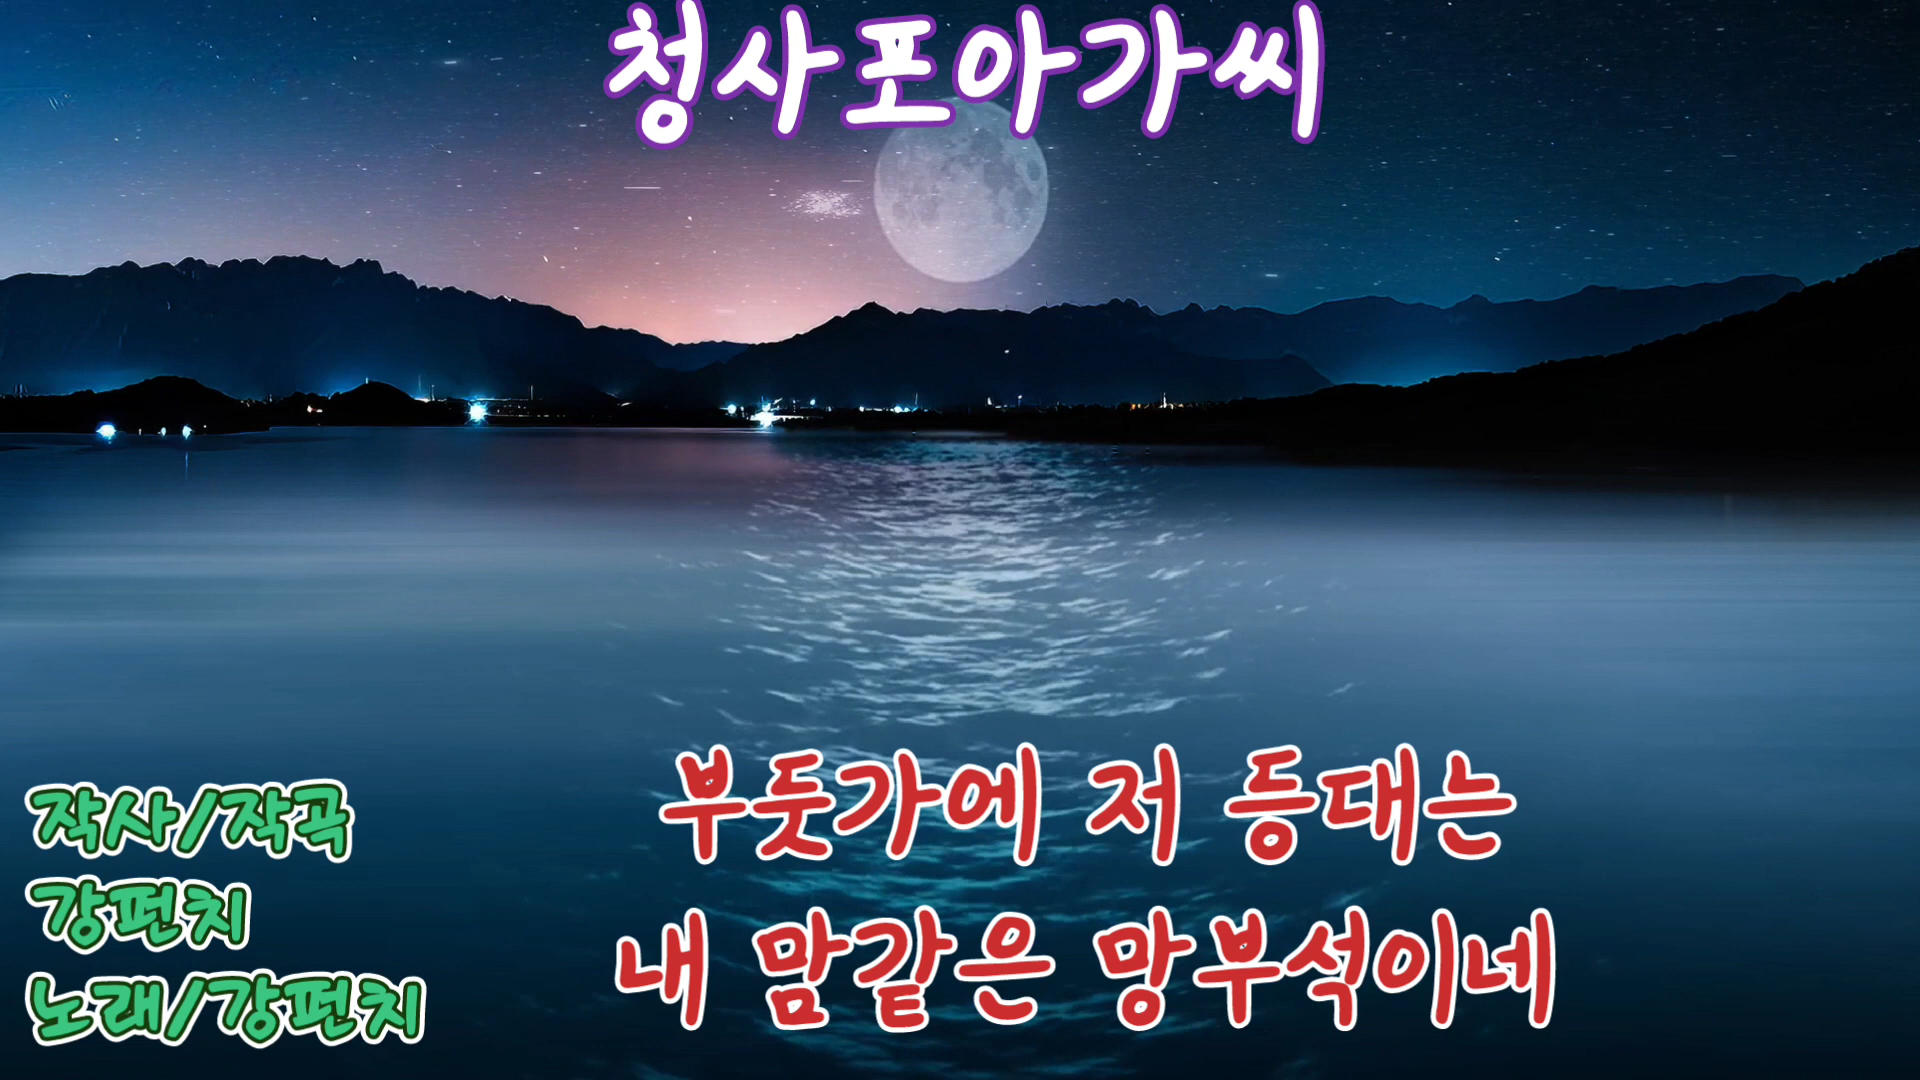 청사포아가씨
부둣가에 저 등대는
내 맘같은 망부석이네
작사/작곡
강펀치
노래/강펀치